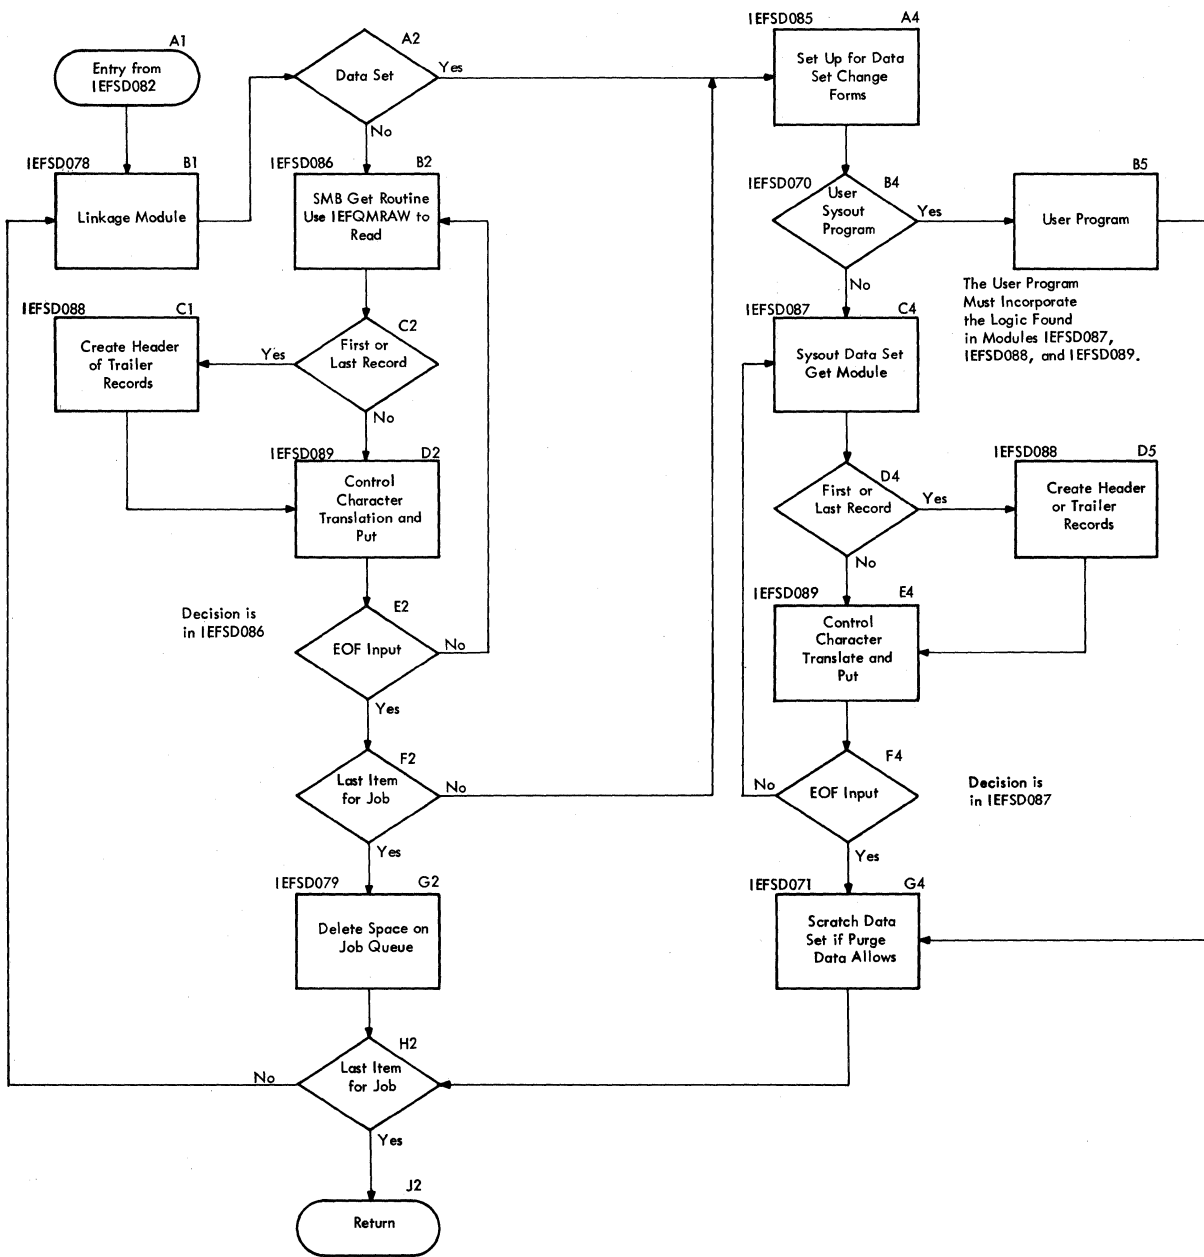 A1
Entry from
IEFSD082
IEFSD078
B1
Linkage Module
IEFSD088
C1
Create Header
of Trailer
Records
A2
Data Set
Yes
No
IEFSD086
B2
SMB Get Routine
Use IEFQMRAW to
Read
C2
First or
Last Record
Yes
No
IEFSD089
D2
Control
Character
Translation and
Put
Decision is
in IEFSD086
E2
EOF Input
No
Yes
F2
Last Item
for Job
No
Yes
IEFSD079
G2
Delete Space on
Job Queue
H2
Last Item
for Job
No
Yes
J2
Return
IEFSD085
A4
Set Up for Data
Set Change
Forms
IEFSD070
B4
User
Sysout
Program
Yes
No
B5
User Program
The User Program
Must Incorporate
the Logic Found
in Modules IEFSD087,
IEFSD088, and IEFSD089.
IEFSD087
C4
Sysout Data Set
Get Module
D4
First or
Last Record
Yes
No
IEFSD088
D5
Create Header
or Trailer
Records
IEFSD089
E4
Control
Character
Translate and
Put
F4
EOF Input
No
Yes
Decision is
in IEFSD087
IEFSD071
G4
Scratch Data
Set if Purge
Data Allows